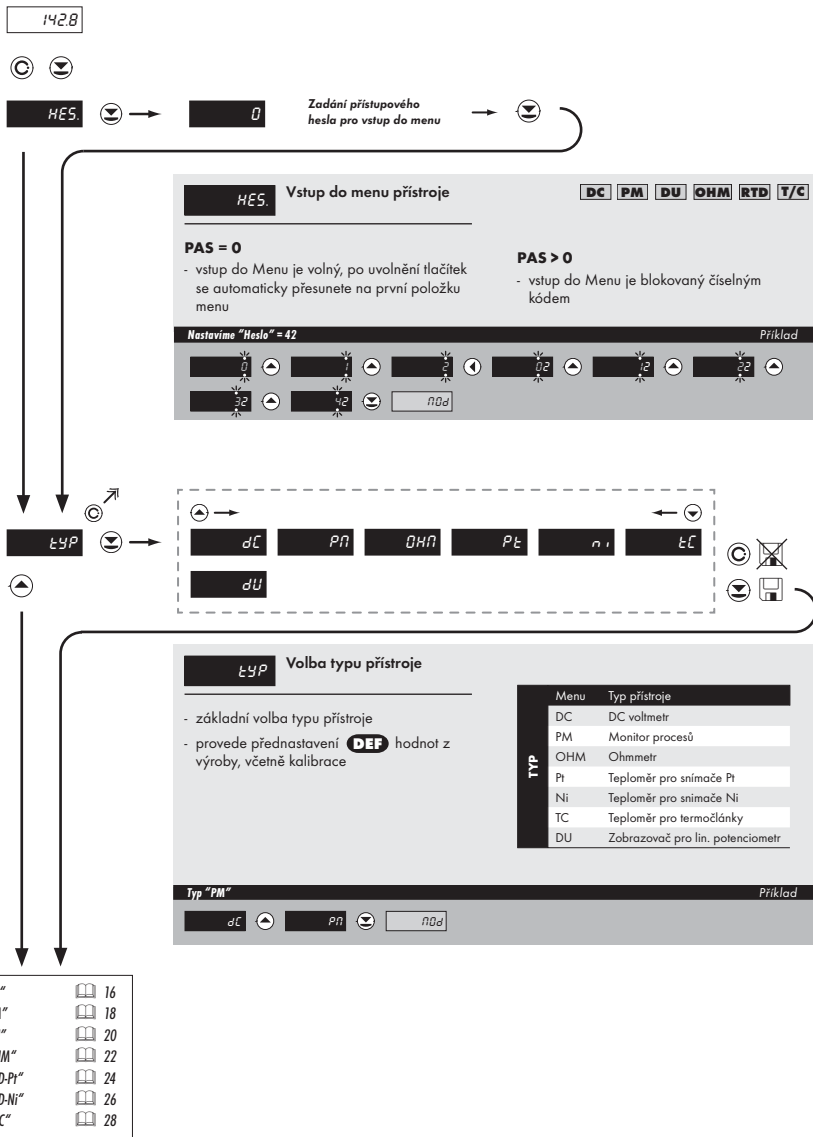 142.8
HES.
0
Zadání přístupového
hesla pro vstup do menu
HES.
Vstup do menu přístroje
DC PM DU OHM RTD T/C
PAS = 0
- vstup do Menu je volný, po uvolnění tlačítek
se automaticky přesunete na první položku
menu
PAS > 0
- vstup do Menu je blokovaný číselným
kódem
Nastavíme "Heslo" = 42
Příklad
0 1 2 02 12 22
32 42 MOd
tYP
dC PM OHM Pt ni tC
dU
tYP
Volba typu přístroje
- základní volba typu přístroje
- provede přednastavení DEF hodnot z
výroby, včetně kalibrace
TYP
Menu Typ přístroje
DC DC voltmetr
PM Monitor procesů
OHM Ohmmetr
Pt Teploměr pro snímače Pt
Ni Teploměr pro snimače Ni
TC Teploměr pro termočlánky
DU Zobrazovač pro lin. potenciometr
Typ "PM"
Příklad
dC PM MOd
" 16
" 18
" 20
M" 22
D-Pt" 24
D-Ni" 26
C" 28